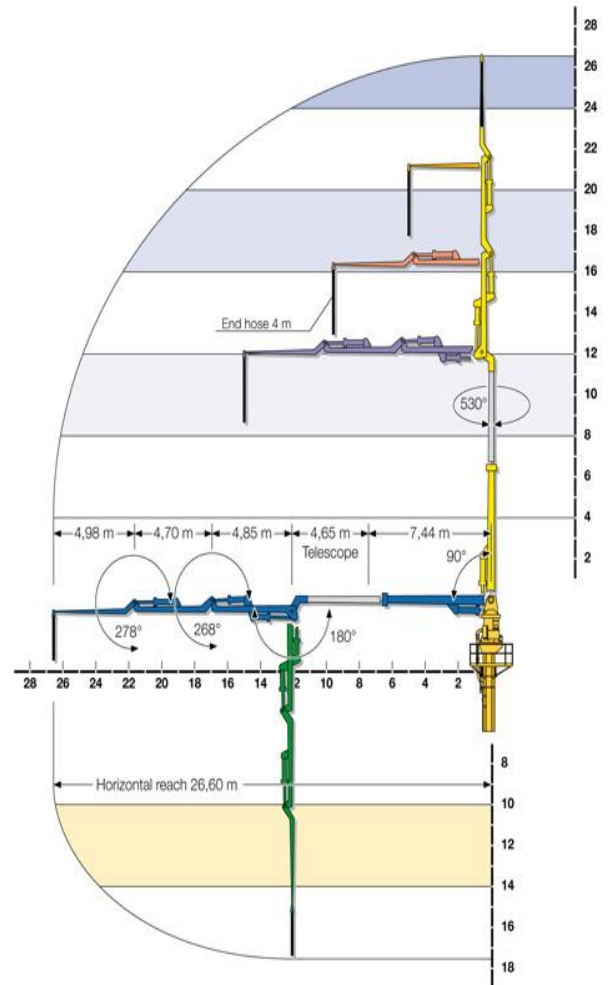 28
26
24
22
20
18
16
14
12
10
8
6
4
2
End hose 4 m
530°
4,98 m
4,70 m
4,85 m
4,65 m
7,44 m
Telescope
90°
278°
268°
180°
28 26 24 22 20 18 16 14 12 10 8 6 4 2
Horizontal reach 26,60 m
8
10
12
14
16
18